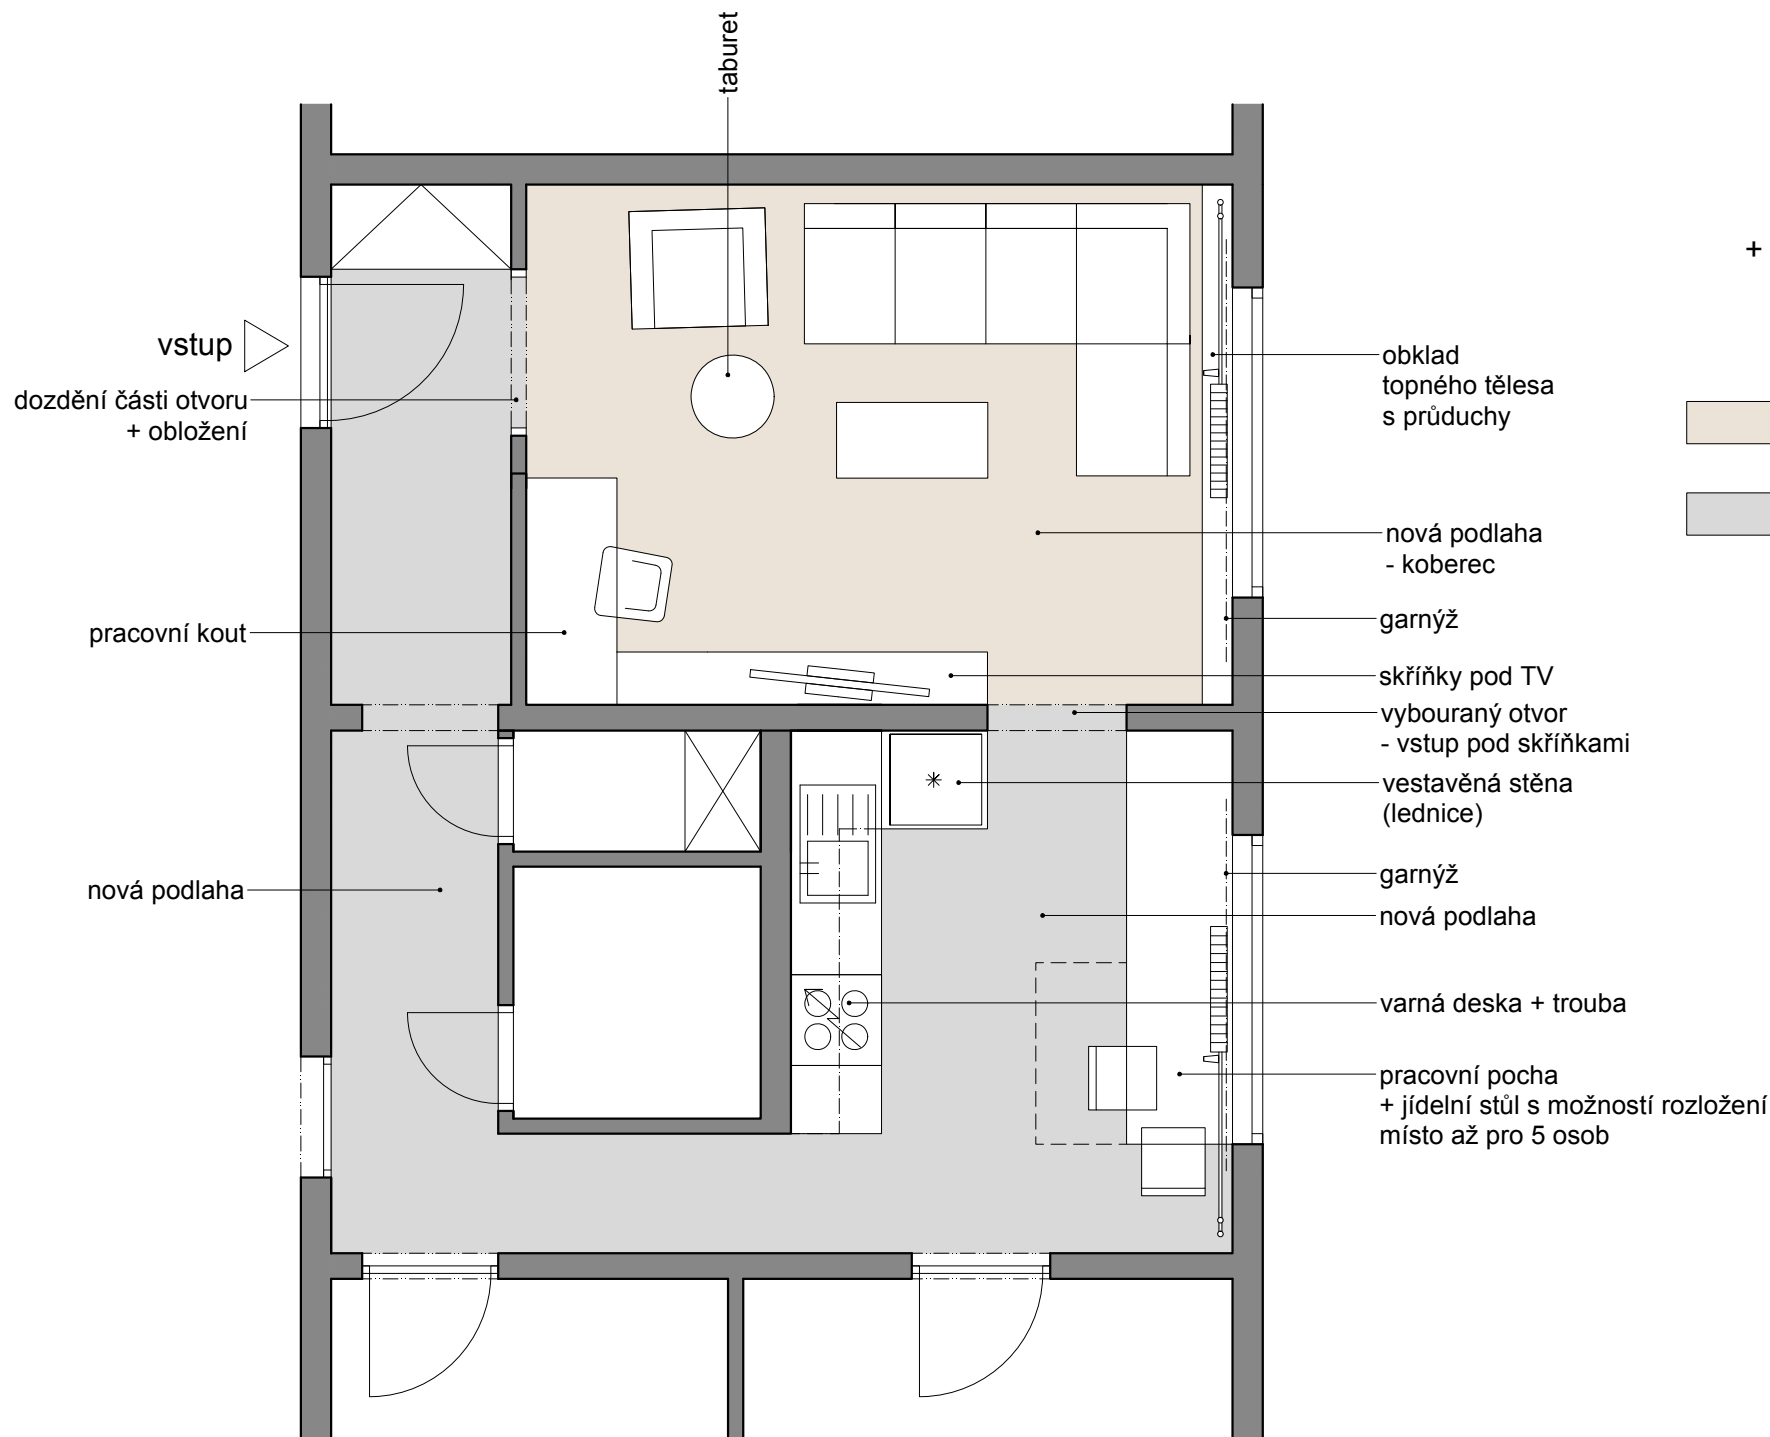 taburet
vstup
dozdění části otvoru
+ obložení
pracovní kout
nová podlaha
+
obklad
topného tělesa
s průduchy
nová podlaha
- koberec
garnýž
skříňky pod TV
vybouraný otvor
- vstup pod skříňkami
vestavěná stěna
(lednice)
garnýž
nová podlaha
varná deska + trouba
pracovní pocha
+ jídelní stůl s možností rozložení
místo až pro 5 osob